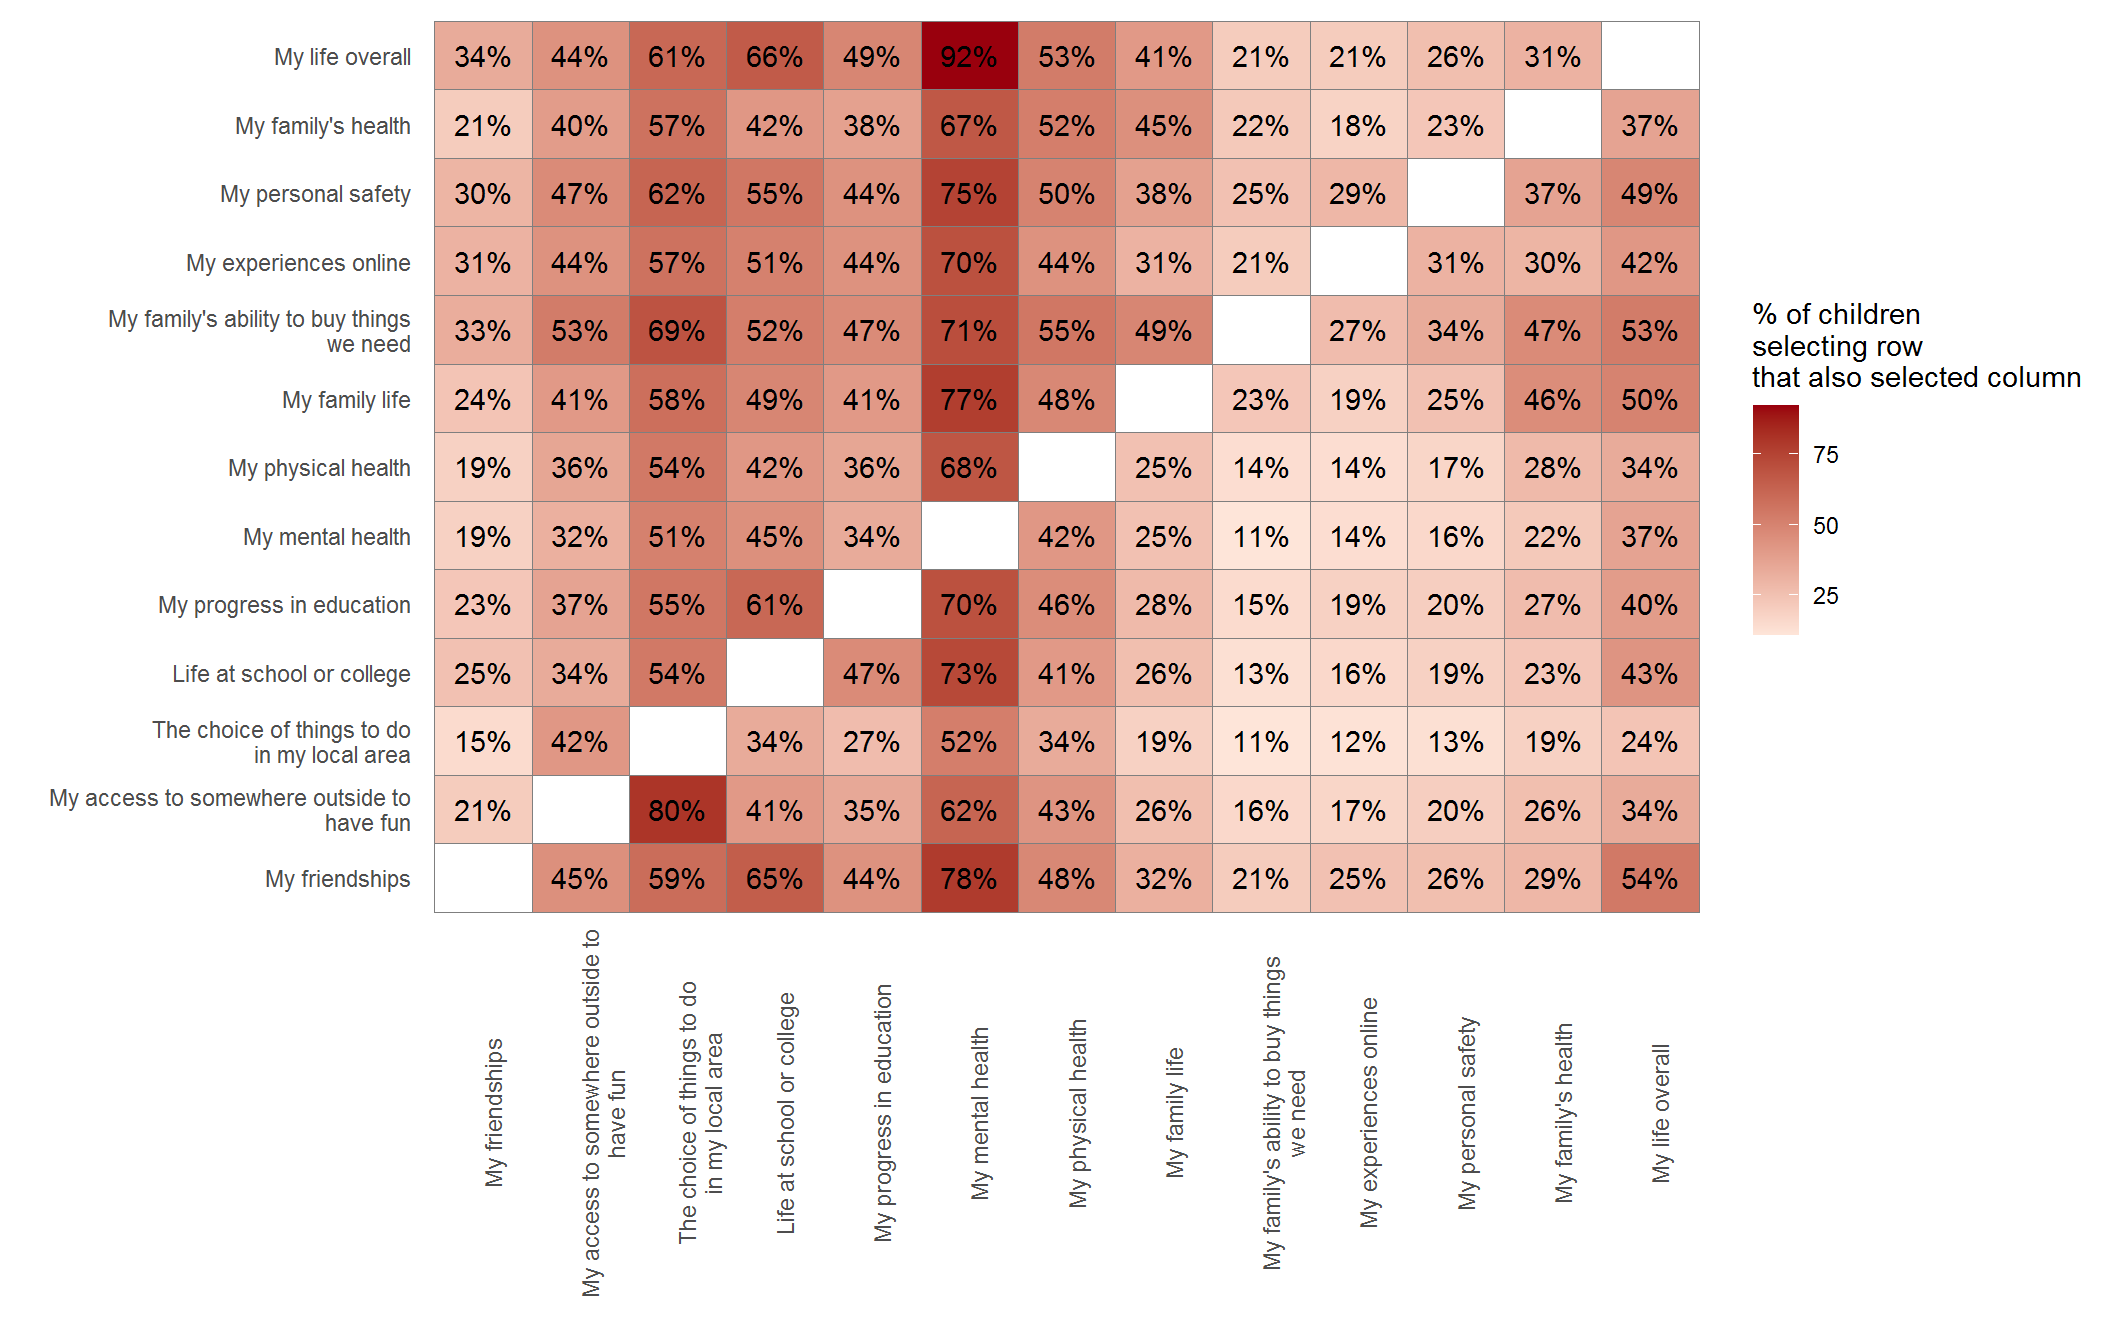 My life overall 34% 44% 61% 66% 49% 92% 53% 41% 21% 21% 26% 31%
My family's health 21% 40% 57% 42% 38% 67% 52% 45% 22% 18% 23% 37%
My personal safety 30% 47% 62% 55% 44% 75% 50% 38% 25% 29% 37% 49%
My experiences online 31% 44% 57% 51% 44% 70% 44% 31% 21% 31% 30% 42%
My family's ability to buy things
we need 33% 53% 69% 52% 47% 71% 55% 49% 27% 34% 47% 53%
My family life 24% 41% 58% 49% 41% 77% 48% 23% 19% 25% 46% 50%
My physical health 19% 36% 54% 42% 36% 68% 25% 14% 14% 17% 28% 34%
My mental health 19% 32% 51% 45% 34% 42% 25% 11% 14% 16% 22% 37%
My progress in education 23% 37% 55% 61% 70% 46% 28% 15% 19% 20% 27% 40%
Life at school or college 25% 34% 54% 47% 73% 41% 26% 13% 16% 19% 23% 43%
The choice of things to do
in my local area 15% 42% 34% 27% 52% 34% 19% 11% 12% 13% 19% 24%
My access to somewhere outside to
have fun 21% 80% 41% 35% 62% 43% 26% 16% 17% 20% 26% 34%
My friendships 45% 59% 65% 44% 78% 48% 32% 21% 25% 26% 29% 54%
My friendships
My access to somewhere outside to
have fun
The choice of things to do
in my local area
Life at school or college
My progress in education
My mental health
My physical health
My family life
My family's ability to buy things
we need
My experiences online
My personal safety
My family's health
My life overall
% of children
selecting row
that also selected column
75
50
25